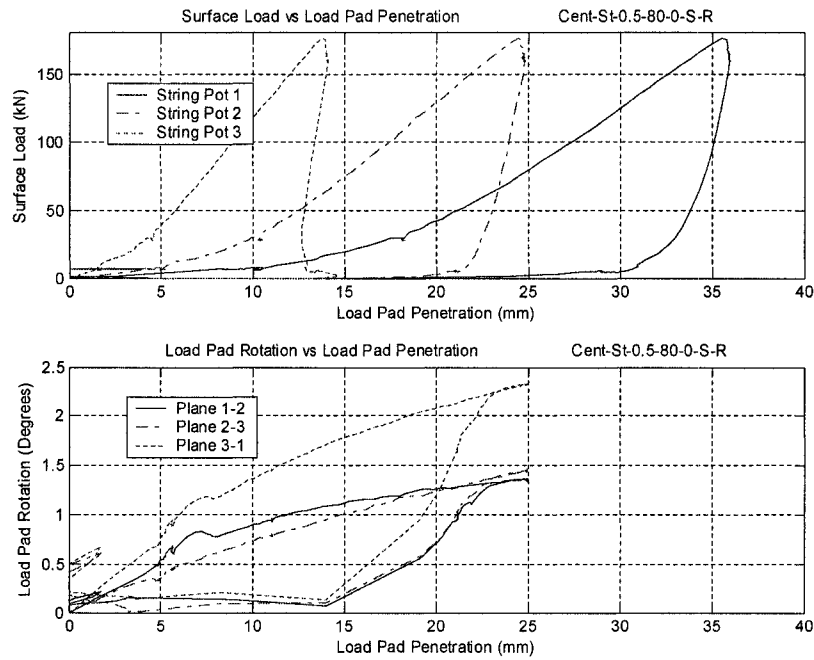 Surface Load vs Load Pad Penetration Cent-St-0.5-80-0-S-R
150
100
50
0
Surface Load (kN)
String Pot 1
String Pot 2
String Pot 3
0 5 10 15 20 25 30 35 40
Load Pad Penetration (mm)
Load Pad Rotation vs Load Pad Penetration Cent-St-0.5-80-0-S-R
2.5
2
1.5
1
0.5
0
Load Pad Rotation (Degrees)
Plane 1-2
Plane 2-3
Plane 3-1
0 5 10 15 20 25 30 35 40
Load Pad Penetration (mm)